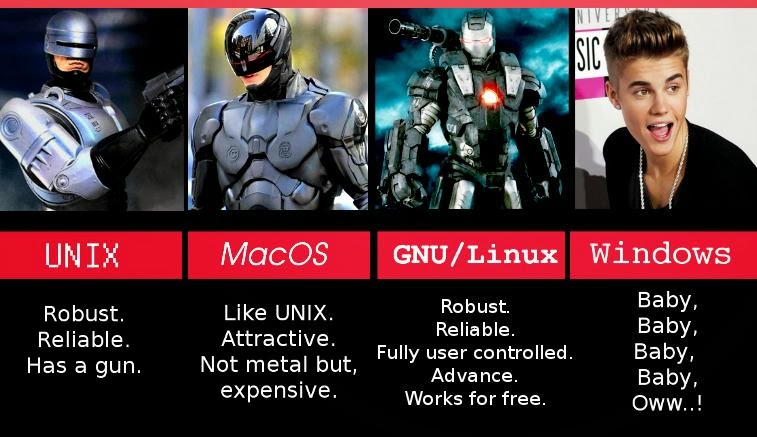 NIVERS
SIC
UNIX
MacOS
GNU/Linux
Windows
Robust.
Reliable.
Has a gun.
Like UNIX.
Attractive.
Not metal but,
expensive.
Robust.
Reliable.
Fully user controlled.
Advance.
Works for free.
Baby,
Baby,
Baby,
Baby,
Oww..!